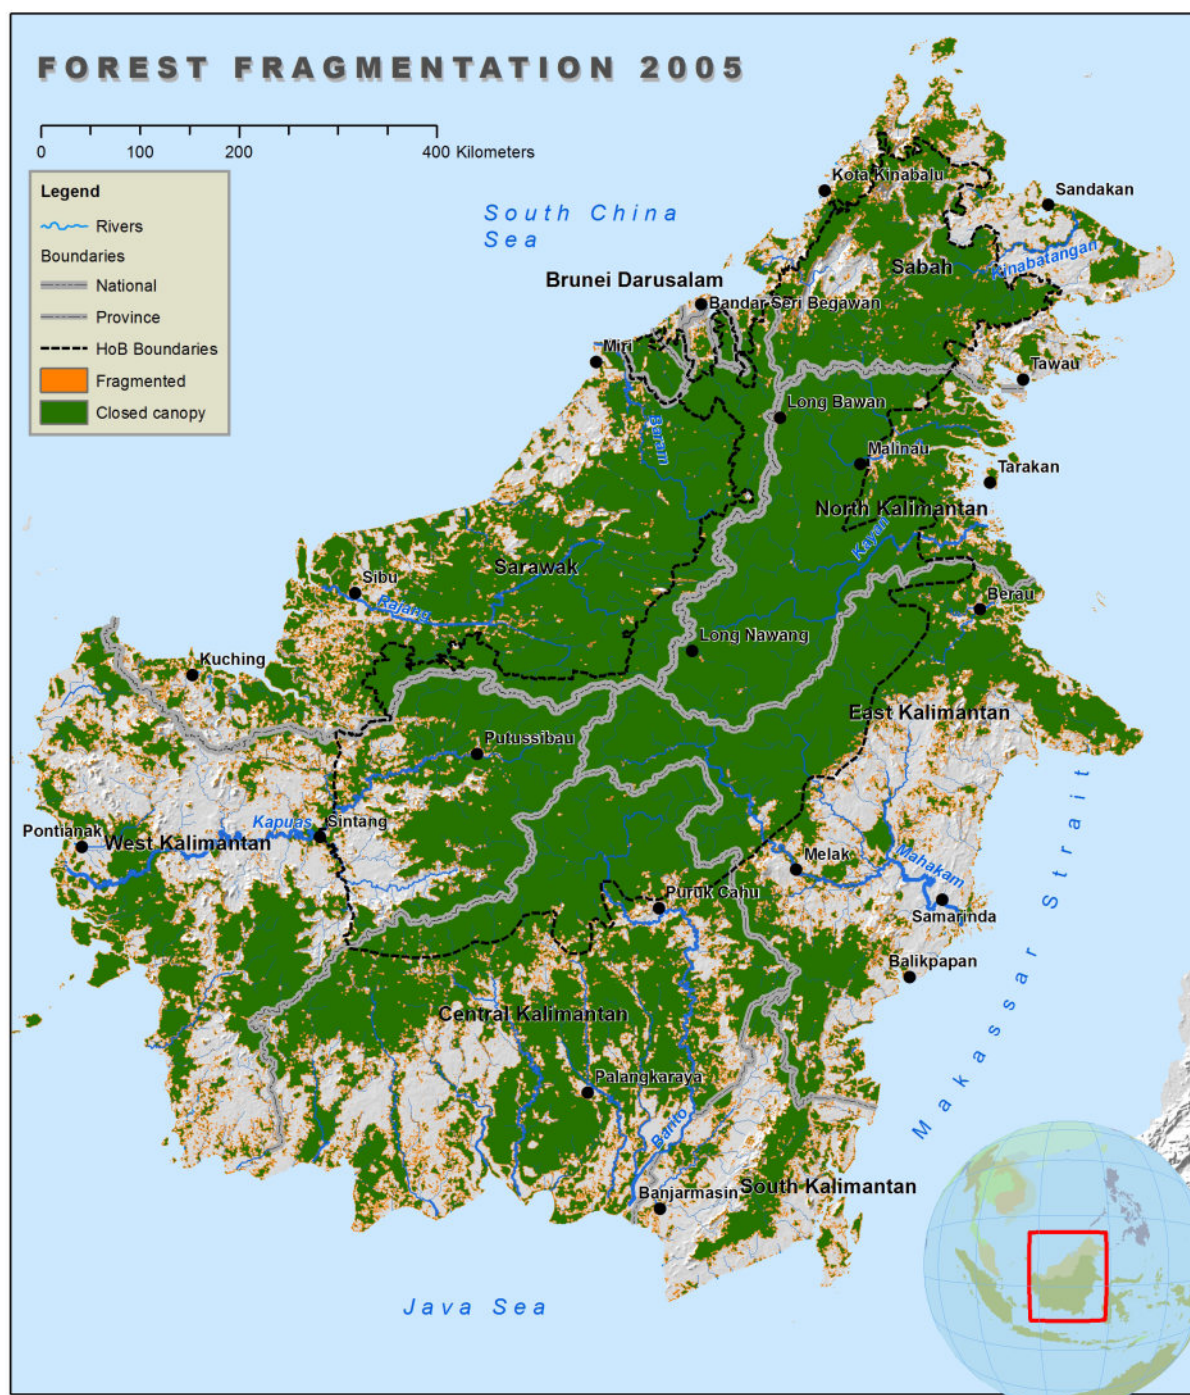 FOREST FRAGMENTATION 2005
0 100 200 400 Kilometers
Legend
Rivers
Boundaries
National
Province
HoB Boundaries
Fragmented
Closed canopy
South China
Sea
Kota Kinabalu
Sandakan
Kinabatangan
Sabah
Brunei Darusalam
Bandar Seri Begawan
Miri
Tawau
Long Bawan
Baram
Malinau
Tarakan
North Kalimantan
Kayan
Sarawak
Sibu
Rajang
Berau
Long Nawang
Kuching
East Kalimantan
Putussibau
Kapuas
Sintang
Pontianak
West Kalimantan
Melak
Mahakam
Puruk Cahu
Samarinda
Balikpapan
Makassar Strait
Central Kalimantan
Palangkaraya
Barito
Banjarmasin
South Kalimantan
Java Sea